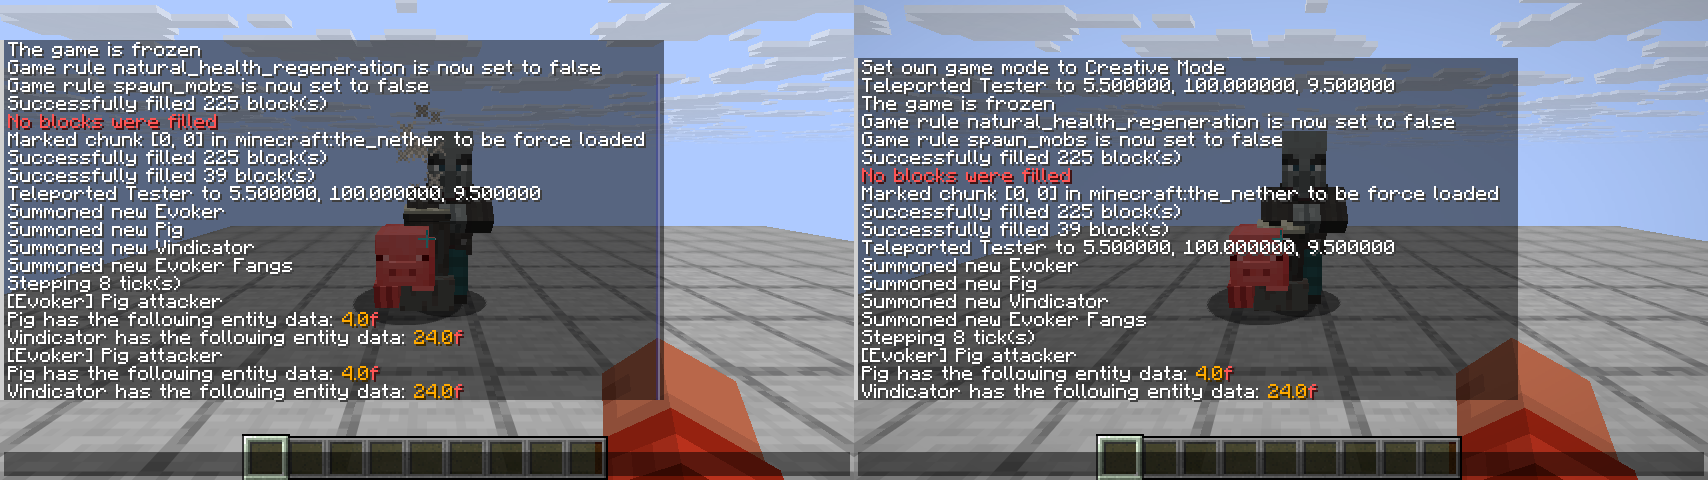 The game is frozen
Game rule natural_health_regeneration is now set to false
Game rule spawn_mobs is now set to false
Successfully filled 225 block(s)
No blocks were filled
Marked chunk [0, 0] in minecraft:the_nether to be force loaded
Successfully filled 225 block(s)
Successfully filled 39 block(s)
Teleported Tester to 5.500000, 100.000000, 9.500000
Summoned new Evoker
Summoned new Pig
Summoned new Vindicator
Summoned new Evoker Fangs
Stepping 8 tick(s)
[Evoker] Pig attacker
Pig has the following entity data: 4.0f
Vindicator has the following entity data: 24.0f
[Evoker] Pig attacker
Pig has the following entity data: 4.0f
Vindicator has the following entity data: 24.0f
Set own game mode to Creative Mode
Teleported Tester to 5.500000, 100.000000, 9.500000
The game is frozen
Game rule natural_health_regeneration is now set to false
Game rule spawn_mobs is now set to false
Successfully filled 225 block(s)
No blocks were filled
Marked chunk [0, 0] in minecraft:the_nether to be force loaded
Successfully filled 225 block(s)
Successfully filled 39 block(s)
Teleported Tester to 5.500000, 100.000000, 9.500000
Summoned new Evoker
Summoned new Pig
Summoned new Vindicator
Summoned new Evoker Fangs
Stepping 8 tick(s)
[Evoker] Pig attacker
Pig has the following entity data: 4.0f
Vindicator has the following entity data: 24.0f